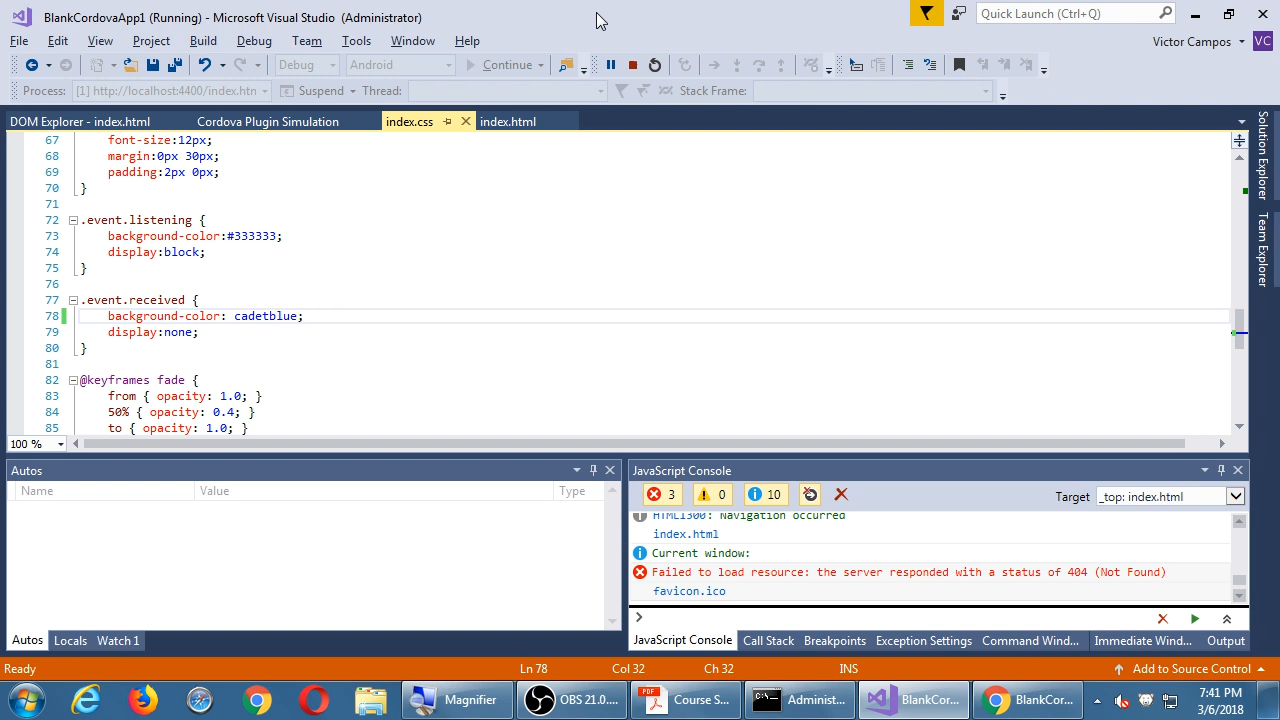 BlankCordovaApp1 (Running) - Microsoft Visual Studio (Administrator)
Quick Launch (Ctrl+Q)
File Edit View Project Build Debug Team Tools Window Help
Victor Campos VC
Debug Android Continue
Process: [1] http://localhost:4400/index.htn Suspend Thread: Stack Frame:
DOM Explorer - index.html Cordova Plugin Simulation index.css index.html
67 font-size:12px;
68 margin:0px 30px;
69 padding:2px 0px;
70 }
71
72 .event.listening {
73 background-color:#333333;
74 display:block;
75 }
76
77 .event.received {
78 background-color: cadetblue;
79 display:none;
80 }
81
82 @keyframes fade {
83 from { opacity: 1.0; }
84 50% { opacity: 0.4; }
85 to { opacity: 1.0; }
100 %
Solution Explorer
Team Explorer
Autos
Name Value Type
Autos Locals Watch 1
JavaScript Console
3 0 10 Target _top: index.html
HTML1300: Navigation occurred
index.html
Current window:
Failed to load resource: the server responded with a status of 404 (Not Found)
favicon.ico
>
JavaScript Console Call Stack Breakpoints Exception Settings Command Wind... Immediate Wind... Output
Ready Ln 78 Col 32 Ch 32 INS Add to Source Control
Magnifier OBS 21.0.... Course S... Administ... BlankCor... BlankCor... 7:41 PM
3/6/2018